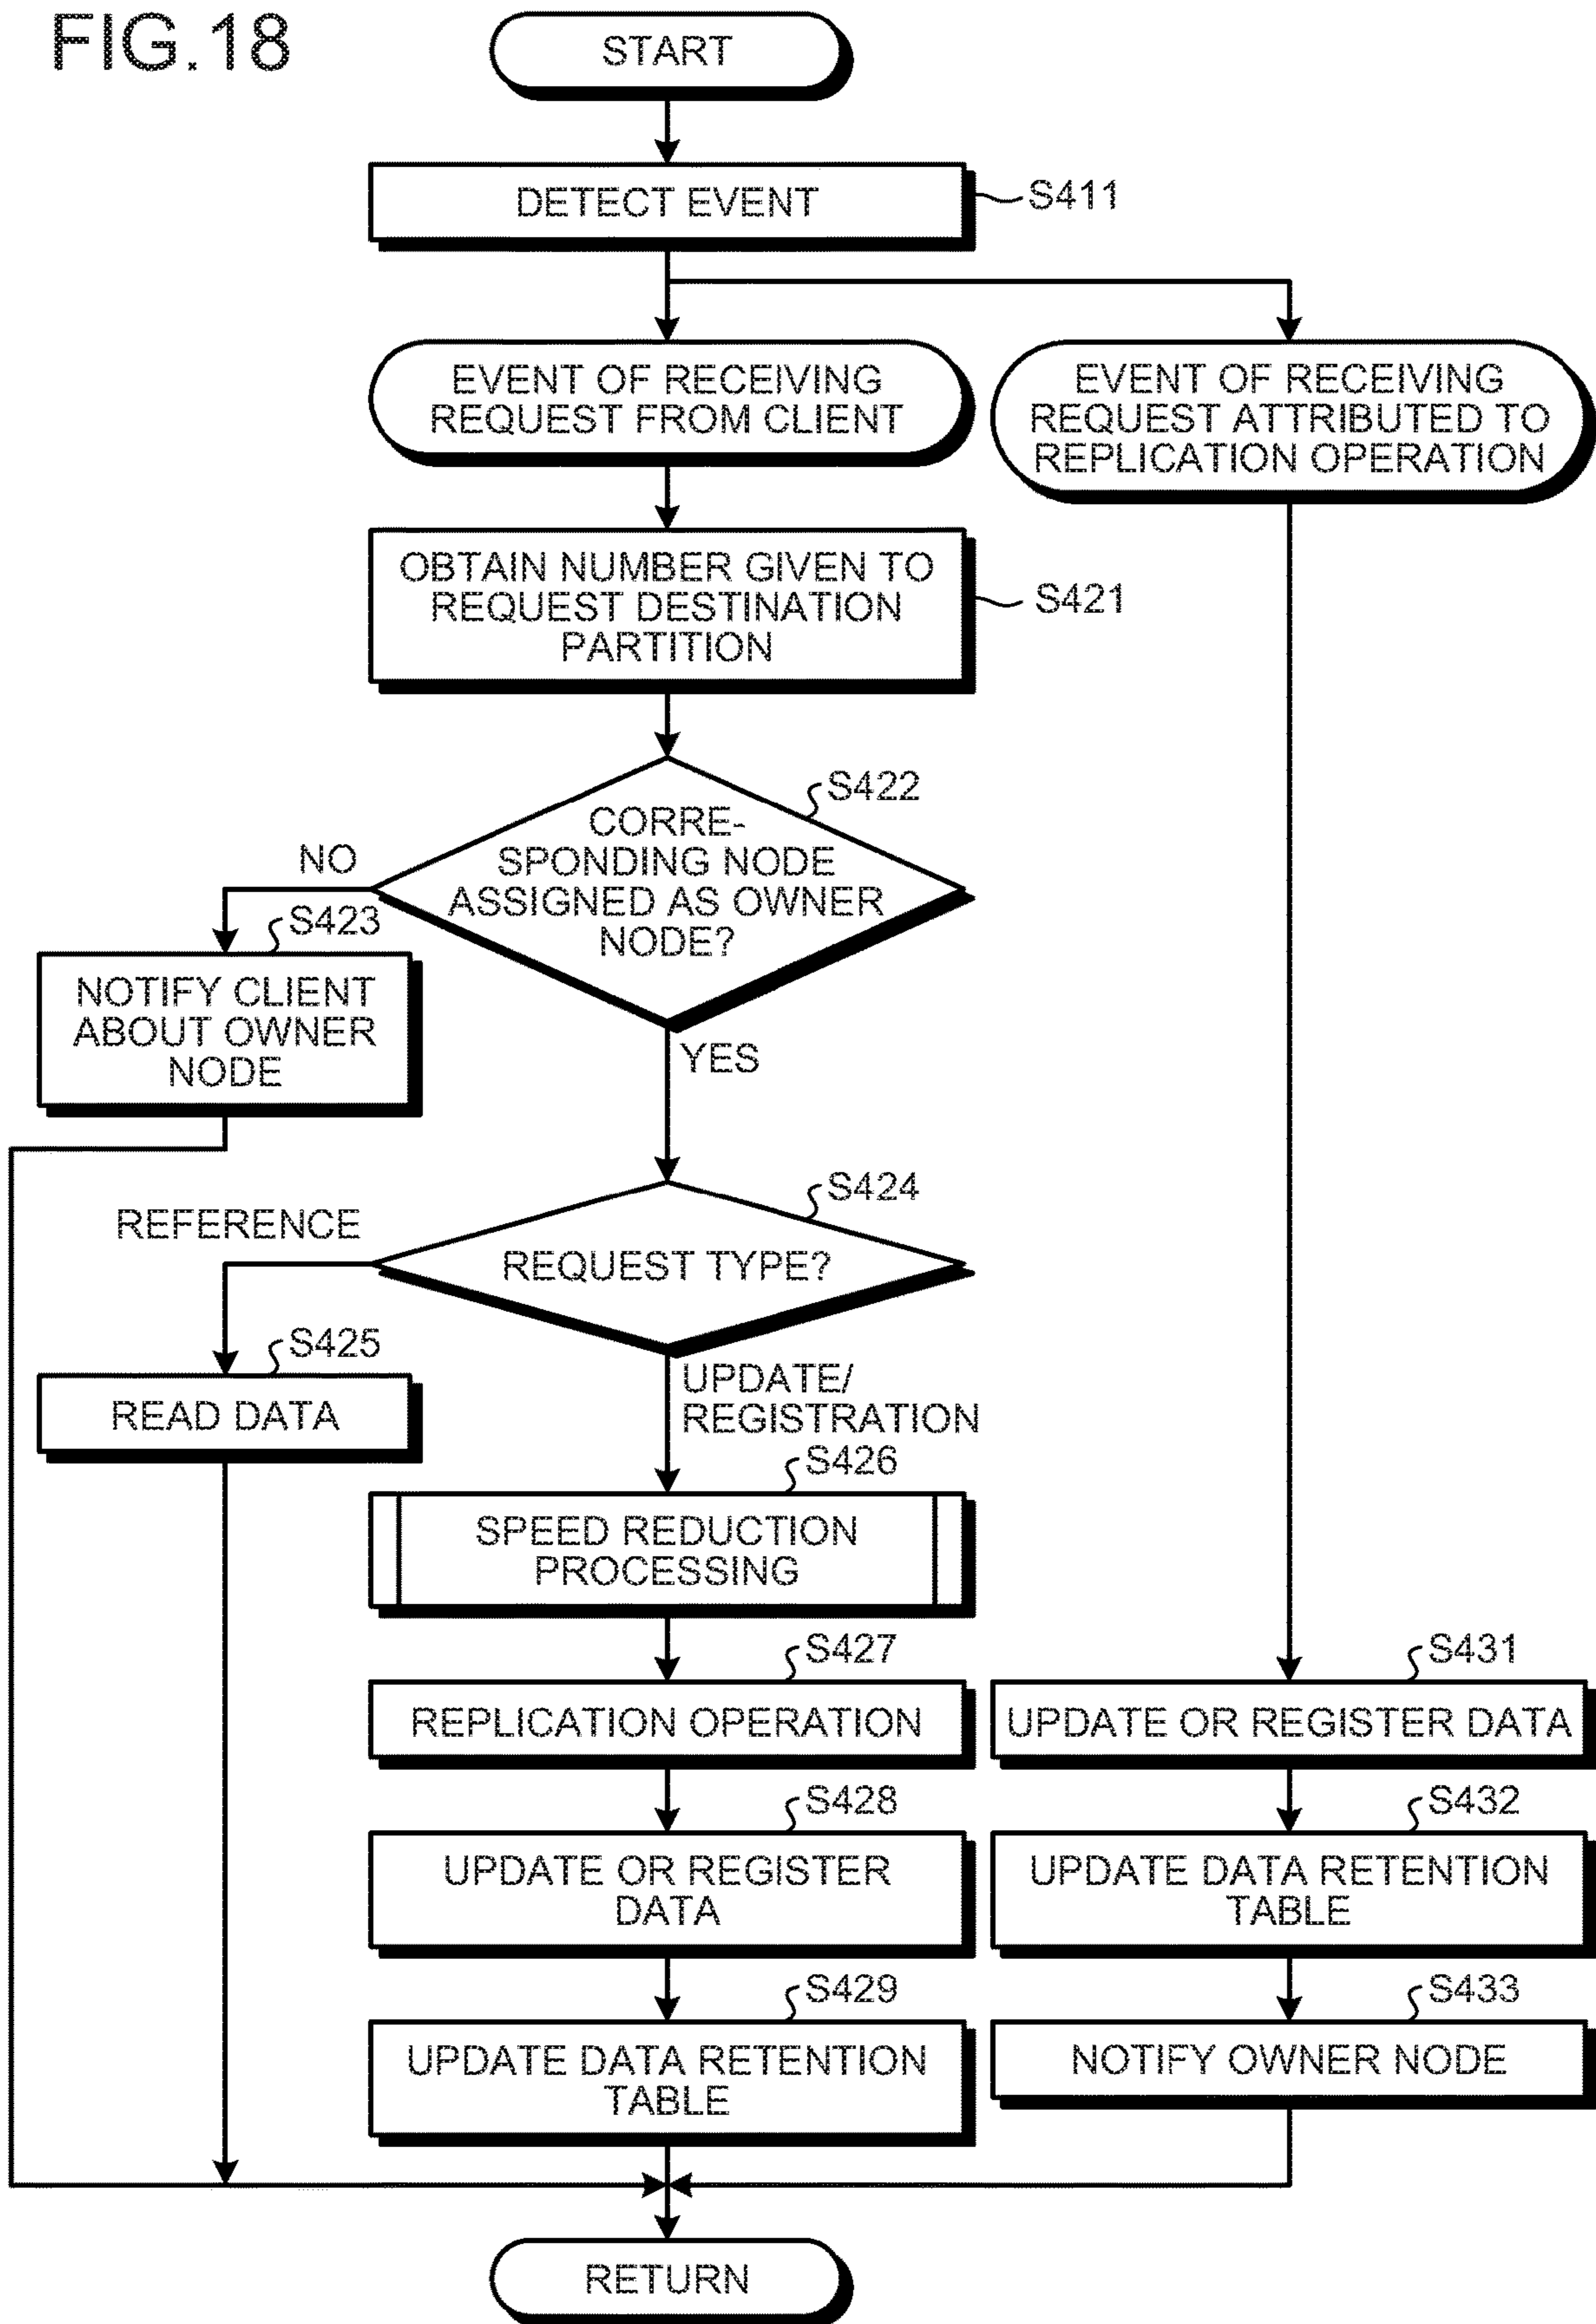 FIG.18
START
DETECT EVENT
S411
EVENT OF RECEIVING
REQUEST FROM CLIENT
EVENT OF RECEIVING
REQUEST ATTRIBUTED TO
REPLICATION OPERATION
OBTAIN NUMBER GIVEN TO
REQUEST DESTINATION
PARTITION
S421
S422
CORRE-
SPONDING NODE
ASSIGNED AS OWNER
NODE?
NO
S423
NOTIFY CLIENT
ABOUT OWNER
NODE
YES
S424
REFERENCE
REQUEST TYPE?
S425
READ DATA
UPDATE/
REGISTRATION
S426
SPEED REDUCTION
PROCESSING
S427
REPLICATION OPERATION
S431
UPDATE OR REGISTER DATA
S428
UPDATE OR REGISTER
DATA
S432
UPDATE DATA RETENTION
TABLE
S429
UPDATE DATA RETENTION
TABLE
S433
NOTIFY OWNER NODE
RETURN